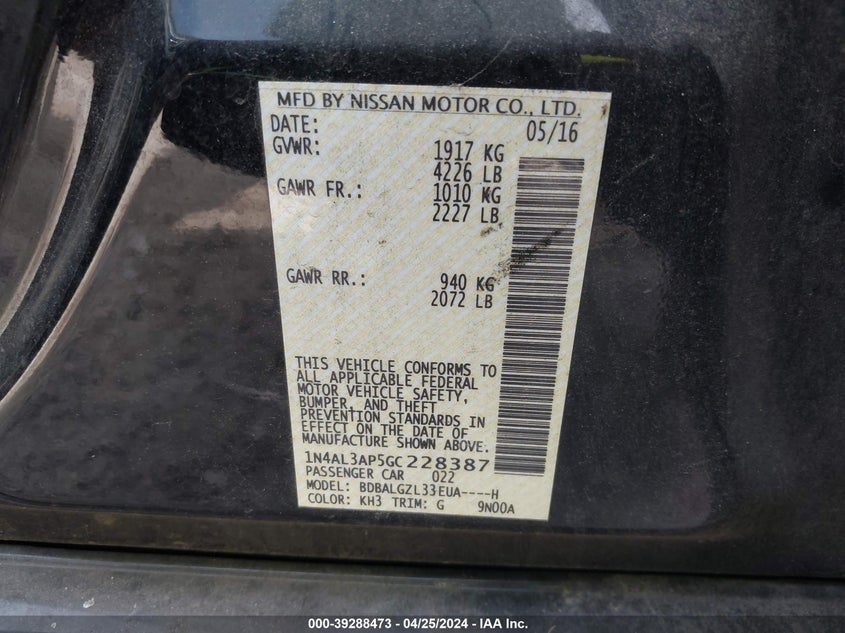 MFD BY NISSAN MOTOR CO., LTD.
DATE: 05/16
GVWR: 1917 KG
4226 LB
GAWR FR.: 1010 KG
2227 LB
GAWR RR.: 940 KG
2072 LB
THIS VEHICLE CONFORMS TO
ALL APPLICABLE FEDERAL
MOTOR VEHICLE SAFETY,
BUMPER, AND THEFT
PREVENTION STANDARDS IN
EFFECT ON THE DATE OF
MANUFACTURE SHOWN ABOVE.
1N4AL3AP5GC228387
PASSENGER CAR 022
MODEL: BDBALGZL33EUA----H
COLOR: KH3 TRIM: G 9N00A
000-39288473 - 04/25/2024 - IAA Inc.